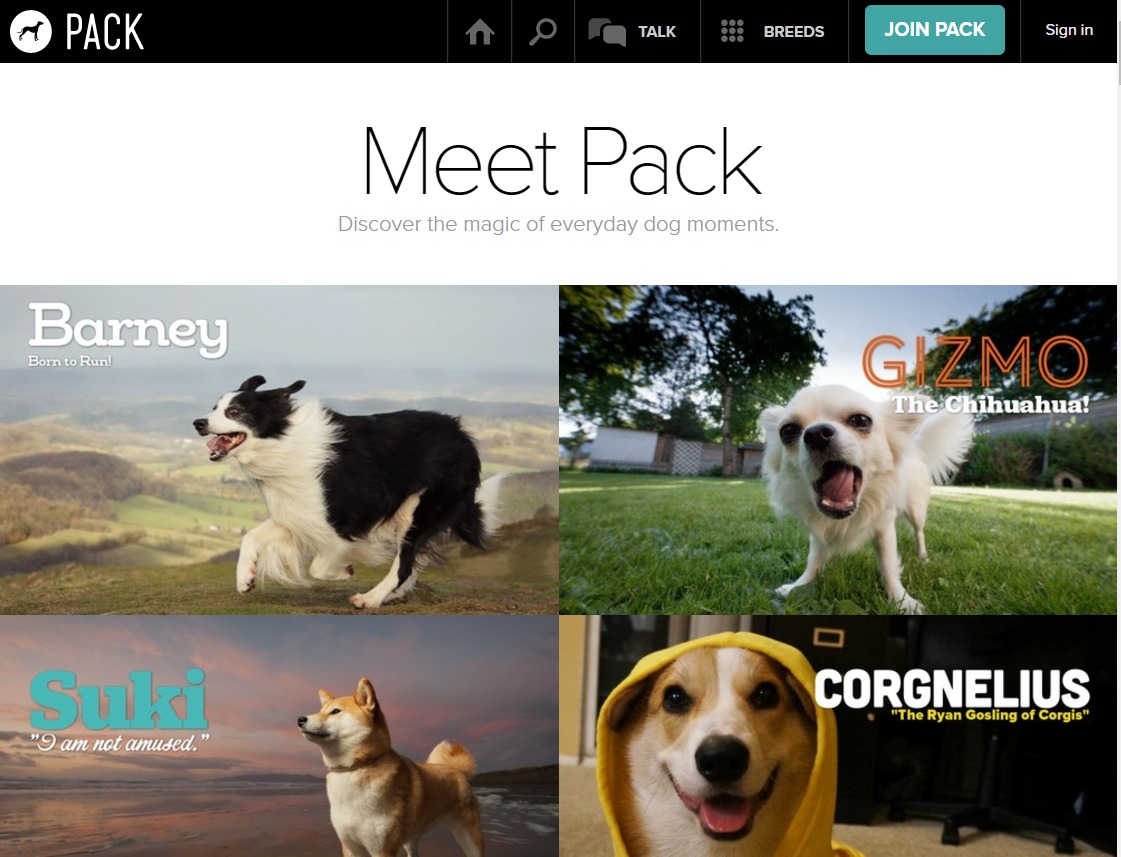 PACK
TALK
BREEDS
JOIN PACK
Sign in
Meet Pack
Discover the magic of everyday dog moments.
Barney
Born to Run!
GIZMO
The Chihuahua!
Suki
"I am not amused."
CORGNELIUS
"The Ryan Gosling of Corgis"